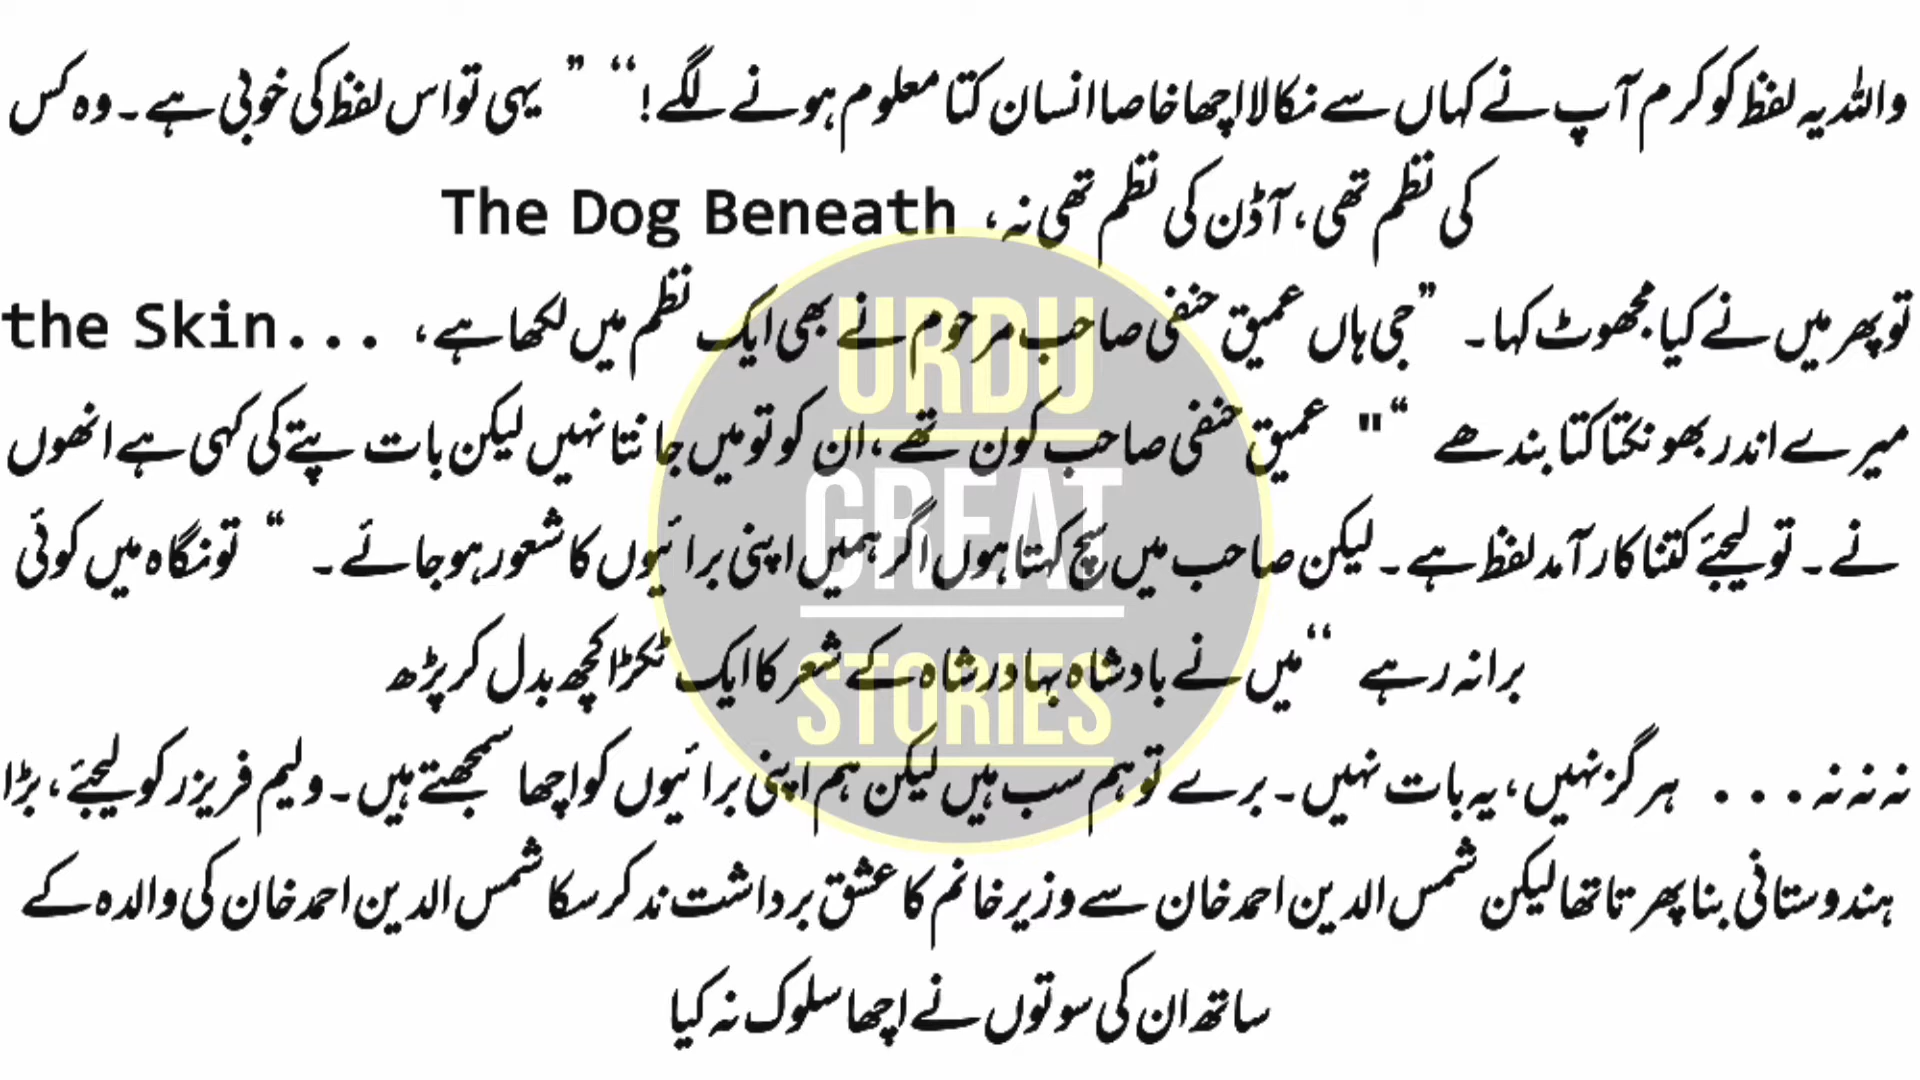 واللہ یہ لفظ کو کرم آپ نے کہاں سے نکالا اچھا خاصا انسان کتا معلوم ہونے لگے! ‘‘ ” یہی تو اس لفظ کی خوبی ہے۔ وہ کس
کی نظم تھی، آڈن کی نظم تھی نہ، The Dog Beneath
تو پھر میں نے کیا جھوٹ کہا۔ ”جی ہاں عمیق حنفی صاحب مرحوم نے بھی ایک نظم میں لکھا ہے، the Skin...
میرے اندر بھونکتا کتا بندھے “ " عمیق حنفی صاحب کون تھے، ان کو تو میں جانتا نہیں لیکن بات پتے کی کہی ہے انھوں
نے۔ تو لیجئے کتنا کار آمد لفظ ہے۔ لیکن صاحب میں سچ کہتا ہوں اگر ہمیں اپنی برائیوں کا شعور ہو جائے۔ “ تو نگاہ میں کوئی
برا نہ رہے ‘‘ میں نے بادشاہ بہادر شاہ کے شعر کا ایک ٹکڑا کچھ بدل کر پڑھ
نہ نہ نہ... ہر گز نہیں، یہ بات نہیں۔ برے تو ہم سب ہیں لیکن ہم اپنی برائیوں کو اچھا سمجھتے ہیں۔ ولیم فریزر کو لیجئے، بڑا
ہندوستانی بنا پھرتا تھا لیکن شمس الدین احمد خان سے وزیر خانم کا عشق برداشت ند کر سکا شمس الدین احمد خان کی والدہ کے
ساتھ ان کی سوتوں نے اچھا سلوک نہ کیا
URDU
GREAT
STORIES